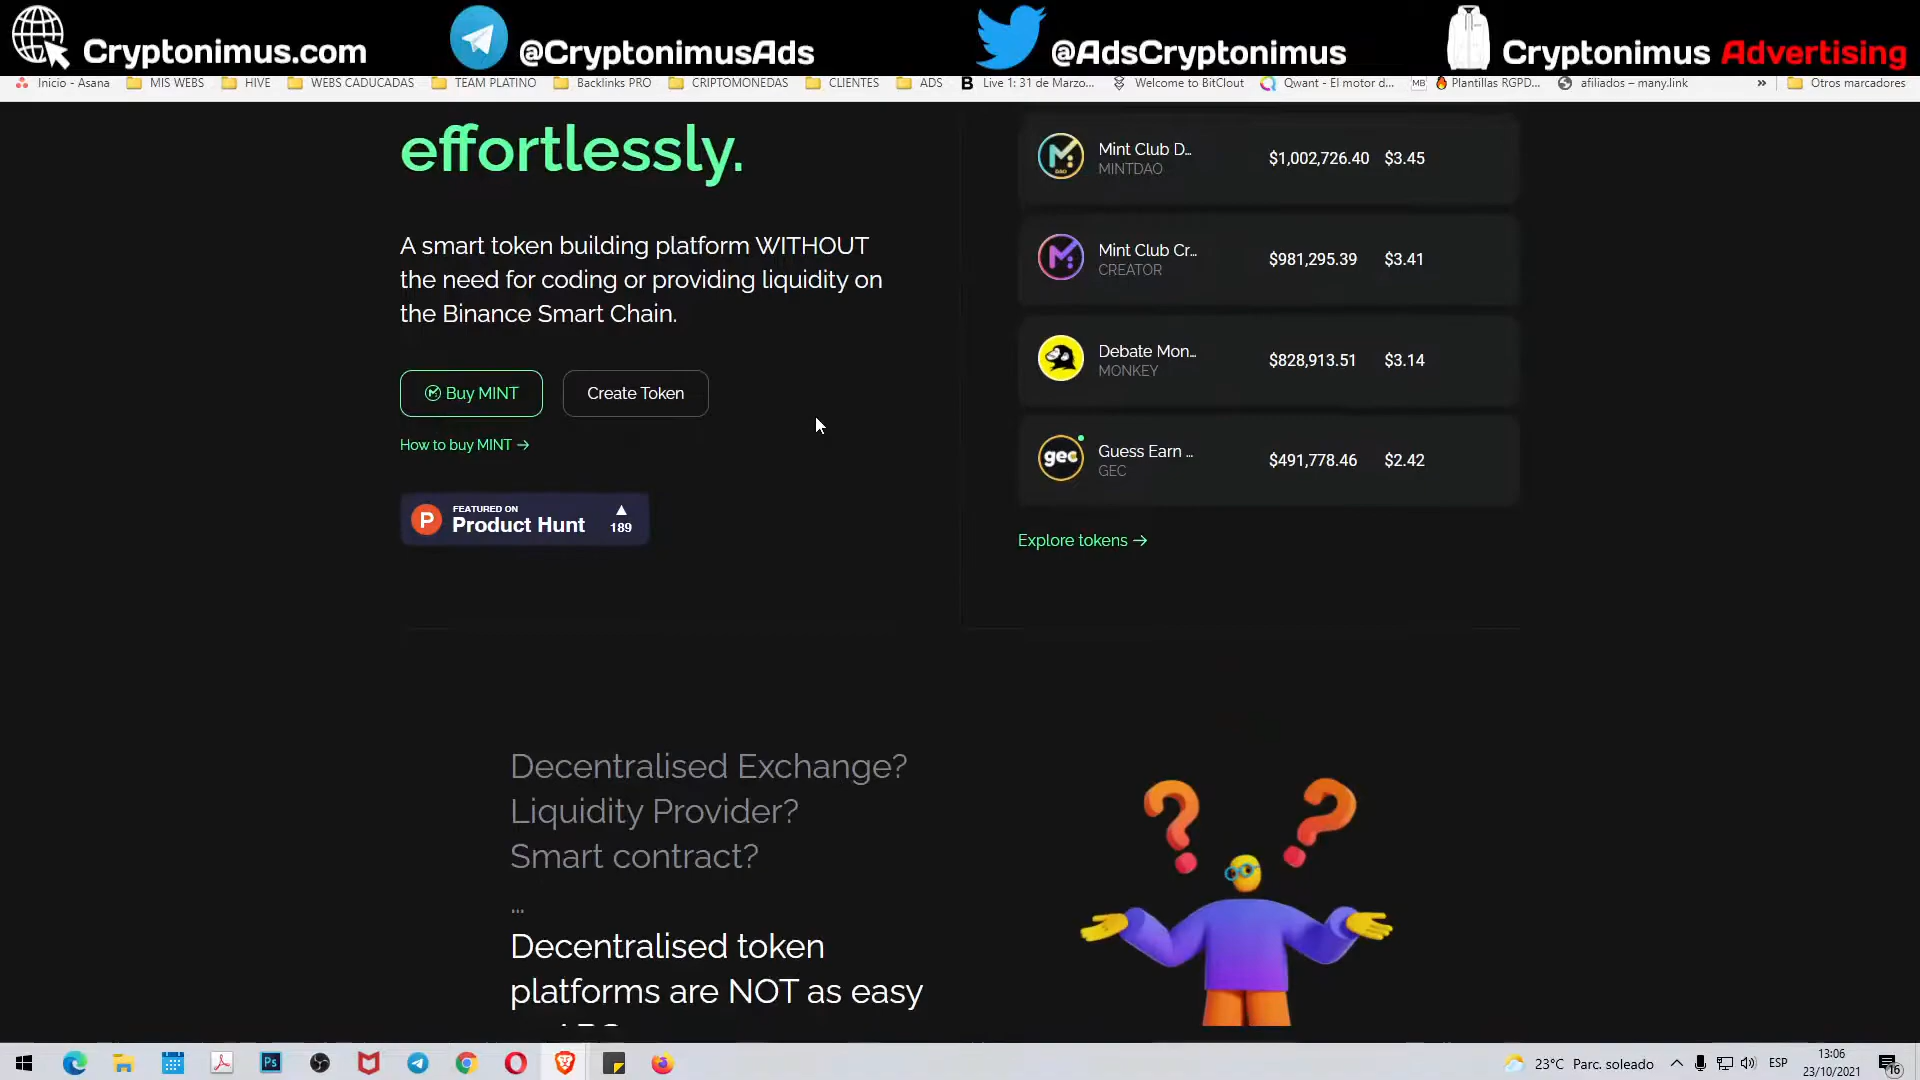 Cryptonimus.com
@CryptonimusAds
@AdsCryptonimus
Cryptonimus Advertising
Inicio - Asana
MIS WEBS
HIVE
WEBS CADUCADAS
TEAM PLATINO
Backlinks PRO
CRIPTOMONEDAS
CLIENTES
ADS
B
Live 1: 31 de Marzo...
Welcome to BitClout
Qwant - El motor d...
MB
Plantillas RGPD...
afiliados – many.link
»
Otros marcadores
effortlessly.
A smart token building platform WITHOUT
the need for coding or providing liquidity on
the Binance Smart Chain.
Buy MINT
Create Token
How to buy MINT →
P
FEATURED ON
Product Hunt
▲
189
Mint Club D...
MINTDAO
$1,002,726.40 $3.45
Mint Club Cr...
CREATOR
$981,295.39 $3.41
Debate Mon...
MONKEY
$828,913.51 $3.14
gec
Guess Earn ...
GEC
$491,778.46 $2.42
Explore tokens →
Decentralised Exchange?
Liquidity Provider?
Smart contract?
...
Decentralised token
platforms are NOT as easy
Ps
23°C Parc. soleado
ESP
13:06
23/10/2021
16